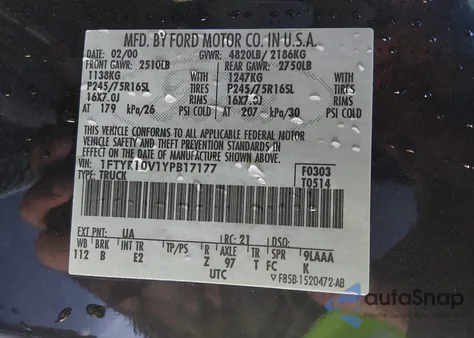 MFD. BY FORD MOTOR CO. IN U.S.A.
DATE: 02/00 GVWR: 4820LB/ 2186KG
FRONT GAWR: 2510LB REAR GAWR: 2750LB
1138KG WITH 1247KG WITH
P245/75R16SL TIRES P245/75R16SL TIRES
16X7.0J RIMS 16X7.0J RIMS
AT 179 kPa/26 PSI COLD AT 207 kPa/30 PSI COLD
THIS VEHICLE CONFORMS TO ALL APPLICABLE FEDERAL MOTOR
VEHICLE SAFETY AND THEFT PREVENTION STANDARDS IN EFFECT
ON THE DATE OF MANUFACTURE SHOWN ABOVE.
VIN: 1FTYR10V1YPB17177 F0303
TYPE: TRUCK T0514
EXT PNT: UA RC: 21 DSO:
WB BRK INT TR TP/PS R AXLE TR SPR 9LAAA
112 B E2 Z 97 T FC K
UTC
F85B-1520472-AB
autoSnap